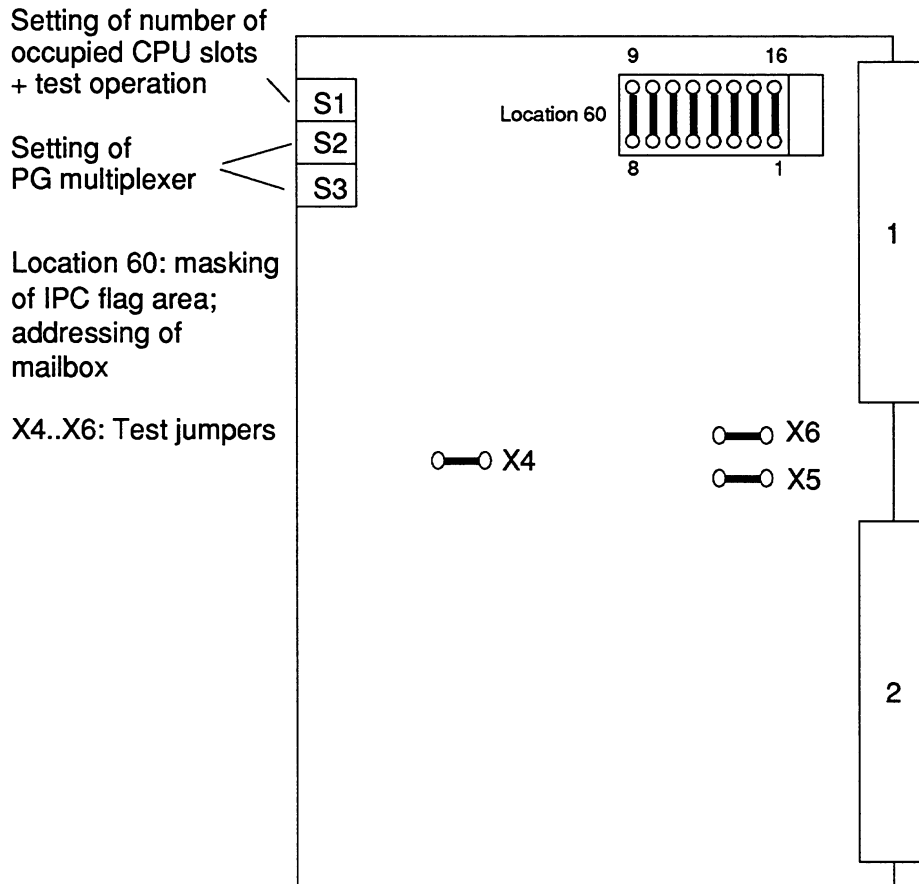 Setting of number of
occupied CPU slots
+ test operation
S1
Setting of
PG multiplexer
S2
S3
Location 60: masking
of IPC flag area;
addressing of
mailbox
X4..X6: Test jumpers
9 16
Location 60
8 1
1
X6
X4
X5
2